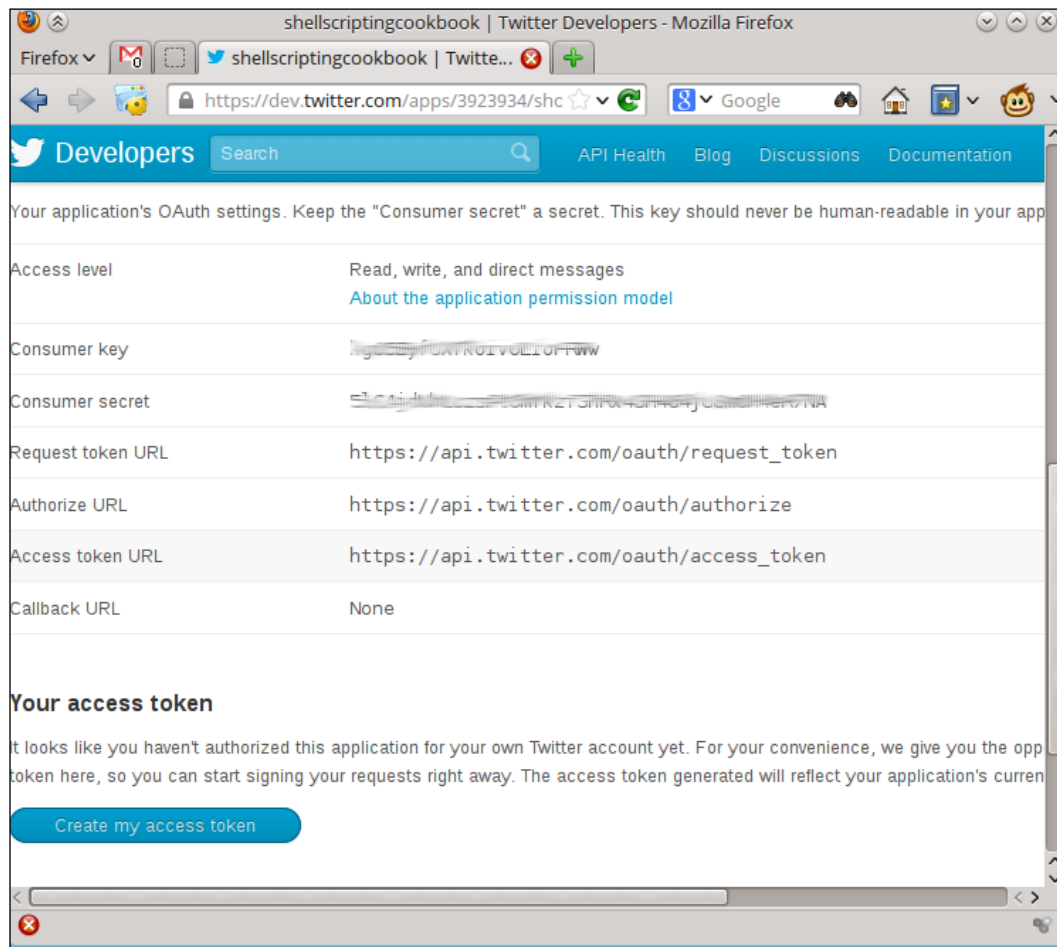 shellscriptingcookbook | Twitter Developers - Mozilla Firefox
Firefox
shellscriptingcookbook | Twitte...
https://dev.twitter.com/apps/3923934/sho
Google
Developers Search API Health Blog Discussions Documentation
Your application's OAuth settings. Keep the "Consumer secret" a secret. This key should never be human-readable in your app
Access level Read, write, and direct messages
About the application permission model
Consumer key
Consumer secret
Request token URL https://api.twitter.com/oauth/request_token
Authorize URL https://api.twitter.com/oauth/authorize
Access token URL https://api.twitter.com/oauth/access_token
Callback URL None
Your access token
It looks like you haven't authorized this application for your own Twitter account yet. For your convenience, we give you the opp
token here, so you can start signing your requests right away. The access token generated will reflect your application's curren
Create my access token